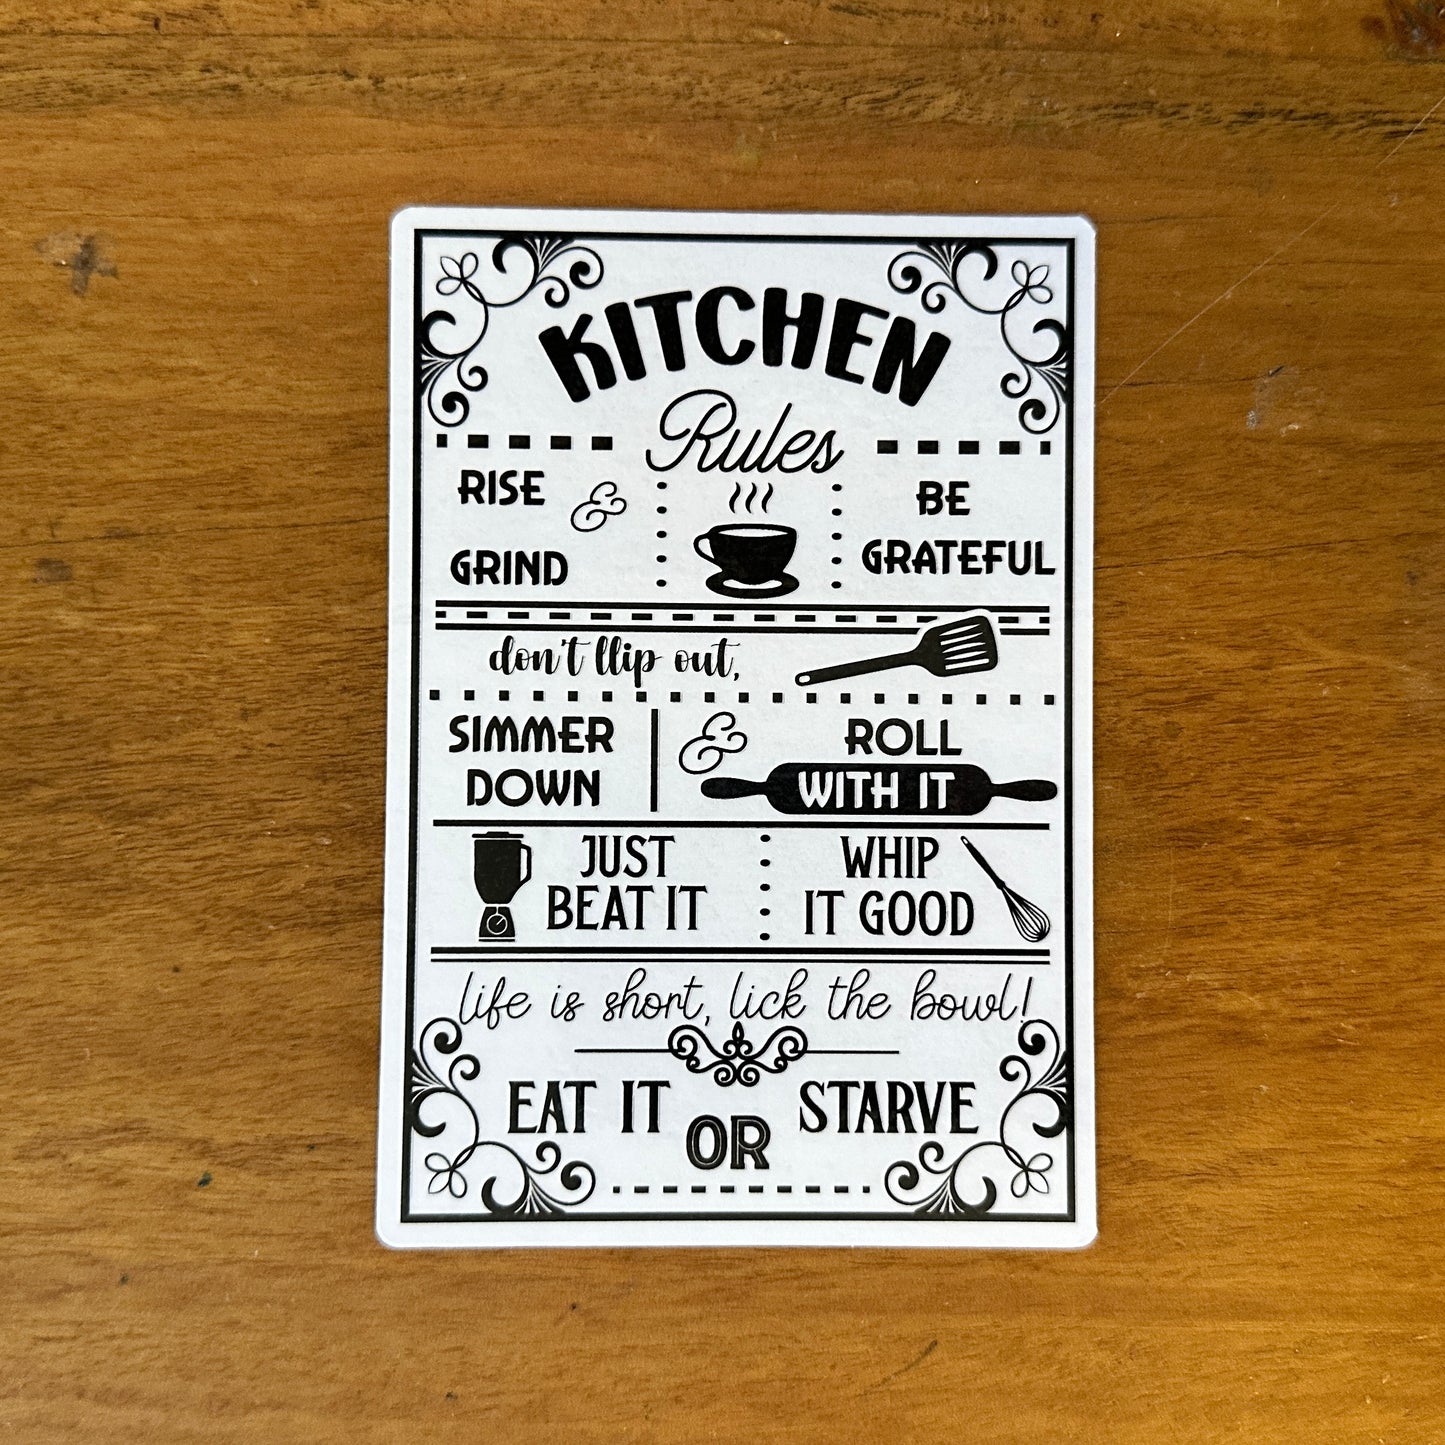 KITCHEN
Rules
RISE &
GRIND
BE
GRATEFUL
don't llip out,
SIMMER
DOWN
& ROLL
WITH IT
JUST
BEAT IT
WHIP
IT GOOD
life is short, lick the bowl!
EAT IT OR STARVE